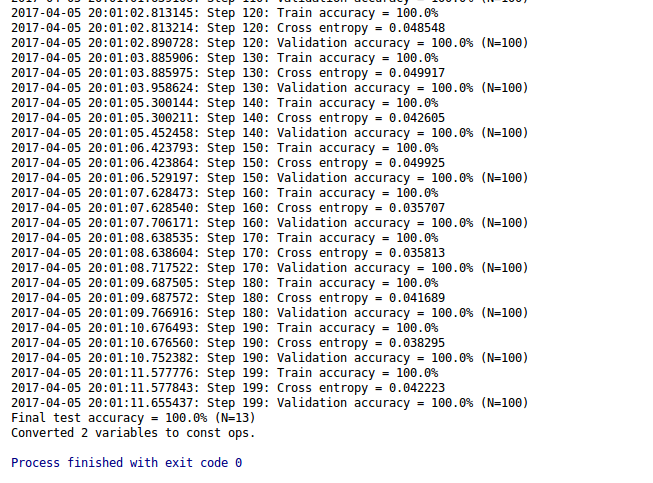 2017-04-05 20:01:02.813145: Step 120: Train accuracy = 100.0%
2017-04-05 20:01:02.813214: Step 120: Cross entropy = 0.048548
2017-04-05 20:01:02.890728: Step 120: Validation accuracy = 100.0% (N=100)
2017-04-05 20:01:03.885906: Step 130: Train accuracy = 100.0%
2017-04-05 20:01:03.885975: Step 130: Cross entropy = 0.049917
2017-04-05 20:01:03.958624: Step 130: Validation accuracy = 100.0% (N=100)
2017-04-05 20:01:05.300144: Step 140: Train accuracy = 100.0%
2017-04-05 20:01:05.300211: Step 140: Cross entropy = 0.042605
2017-04-05 20:01:05.452458: Step 140: Validation accuracy = 100.0% (N=100)
2017-04-05 20:01:06.423793: Step 150: Train accuracy = 100.0%
2017-04-05 20:01:06.423864: Step 150: Cross entropy = 0.049925
2017-04-05 20:01:06.529197: Step 150: Validation accuracy = 100.0% (N=100)
2017-04-05 20:01:07.628473: Step 160: Train accuracy = 100.0%
2017-04-05 20:01:07.628540: Step 160: Cross entropy = 0.035707
2017-04-05 20:01:07.706171: Step 160: Validation accuracy = 100.0% (N=100)
2017-04-05 20:01:08.638535: Step 170: Train accuracy = 100.0%
2017-04-05 20:01:08.638604: Step 170: Cross entropy = 0.035813
2017-04-05 20:01:08.717522: Step 170: Validation accuracy = 100.0% (N=100)
2017-04-05 20:01:09.687505: Step 180: Train accuracy = 100.0%
2017-04-05 20:01:09.687572: Step 180: Cross entropy = 0.041689
2017-04-05 20:01:09.766916: Step 180: Validation accuracy = 100.0% (N=100)
2017-04-05 20:01:10.676493: Step 190: Train accuracy = 100.0%
2017-04-05 20:01:10.676560: Step 190: Cross entropy = 0.038295
2017-04-05 20:01:10.752382: Step 190: Validation accuracy = 100.0% (N=100)
2017-04-05 20:01:11.577776: Step 199: Train accuracy = 100.0%
2017-04-05 20:01:11.577843: Step 199: Cross entropy = 0.042223
2017-04-05 20:01:11.655437: Step 199: Validation accuracy = 100.0% (N=100)
Final test accuracy = 100.0% (N=13)
Converted 2 variables to const ops.
Process finished with exit code 0